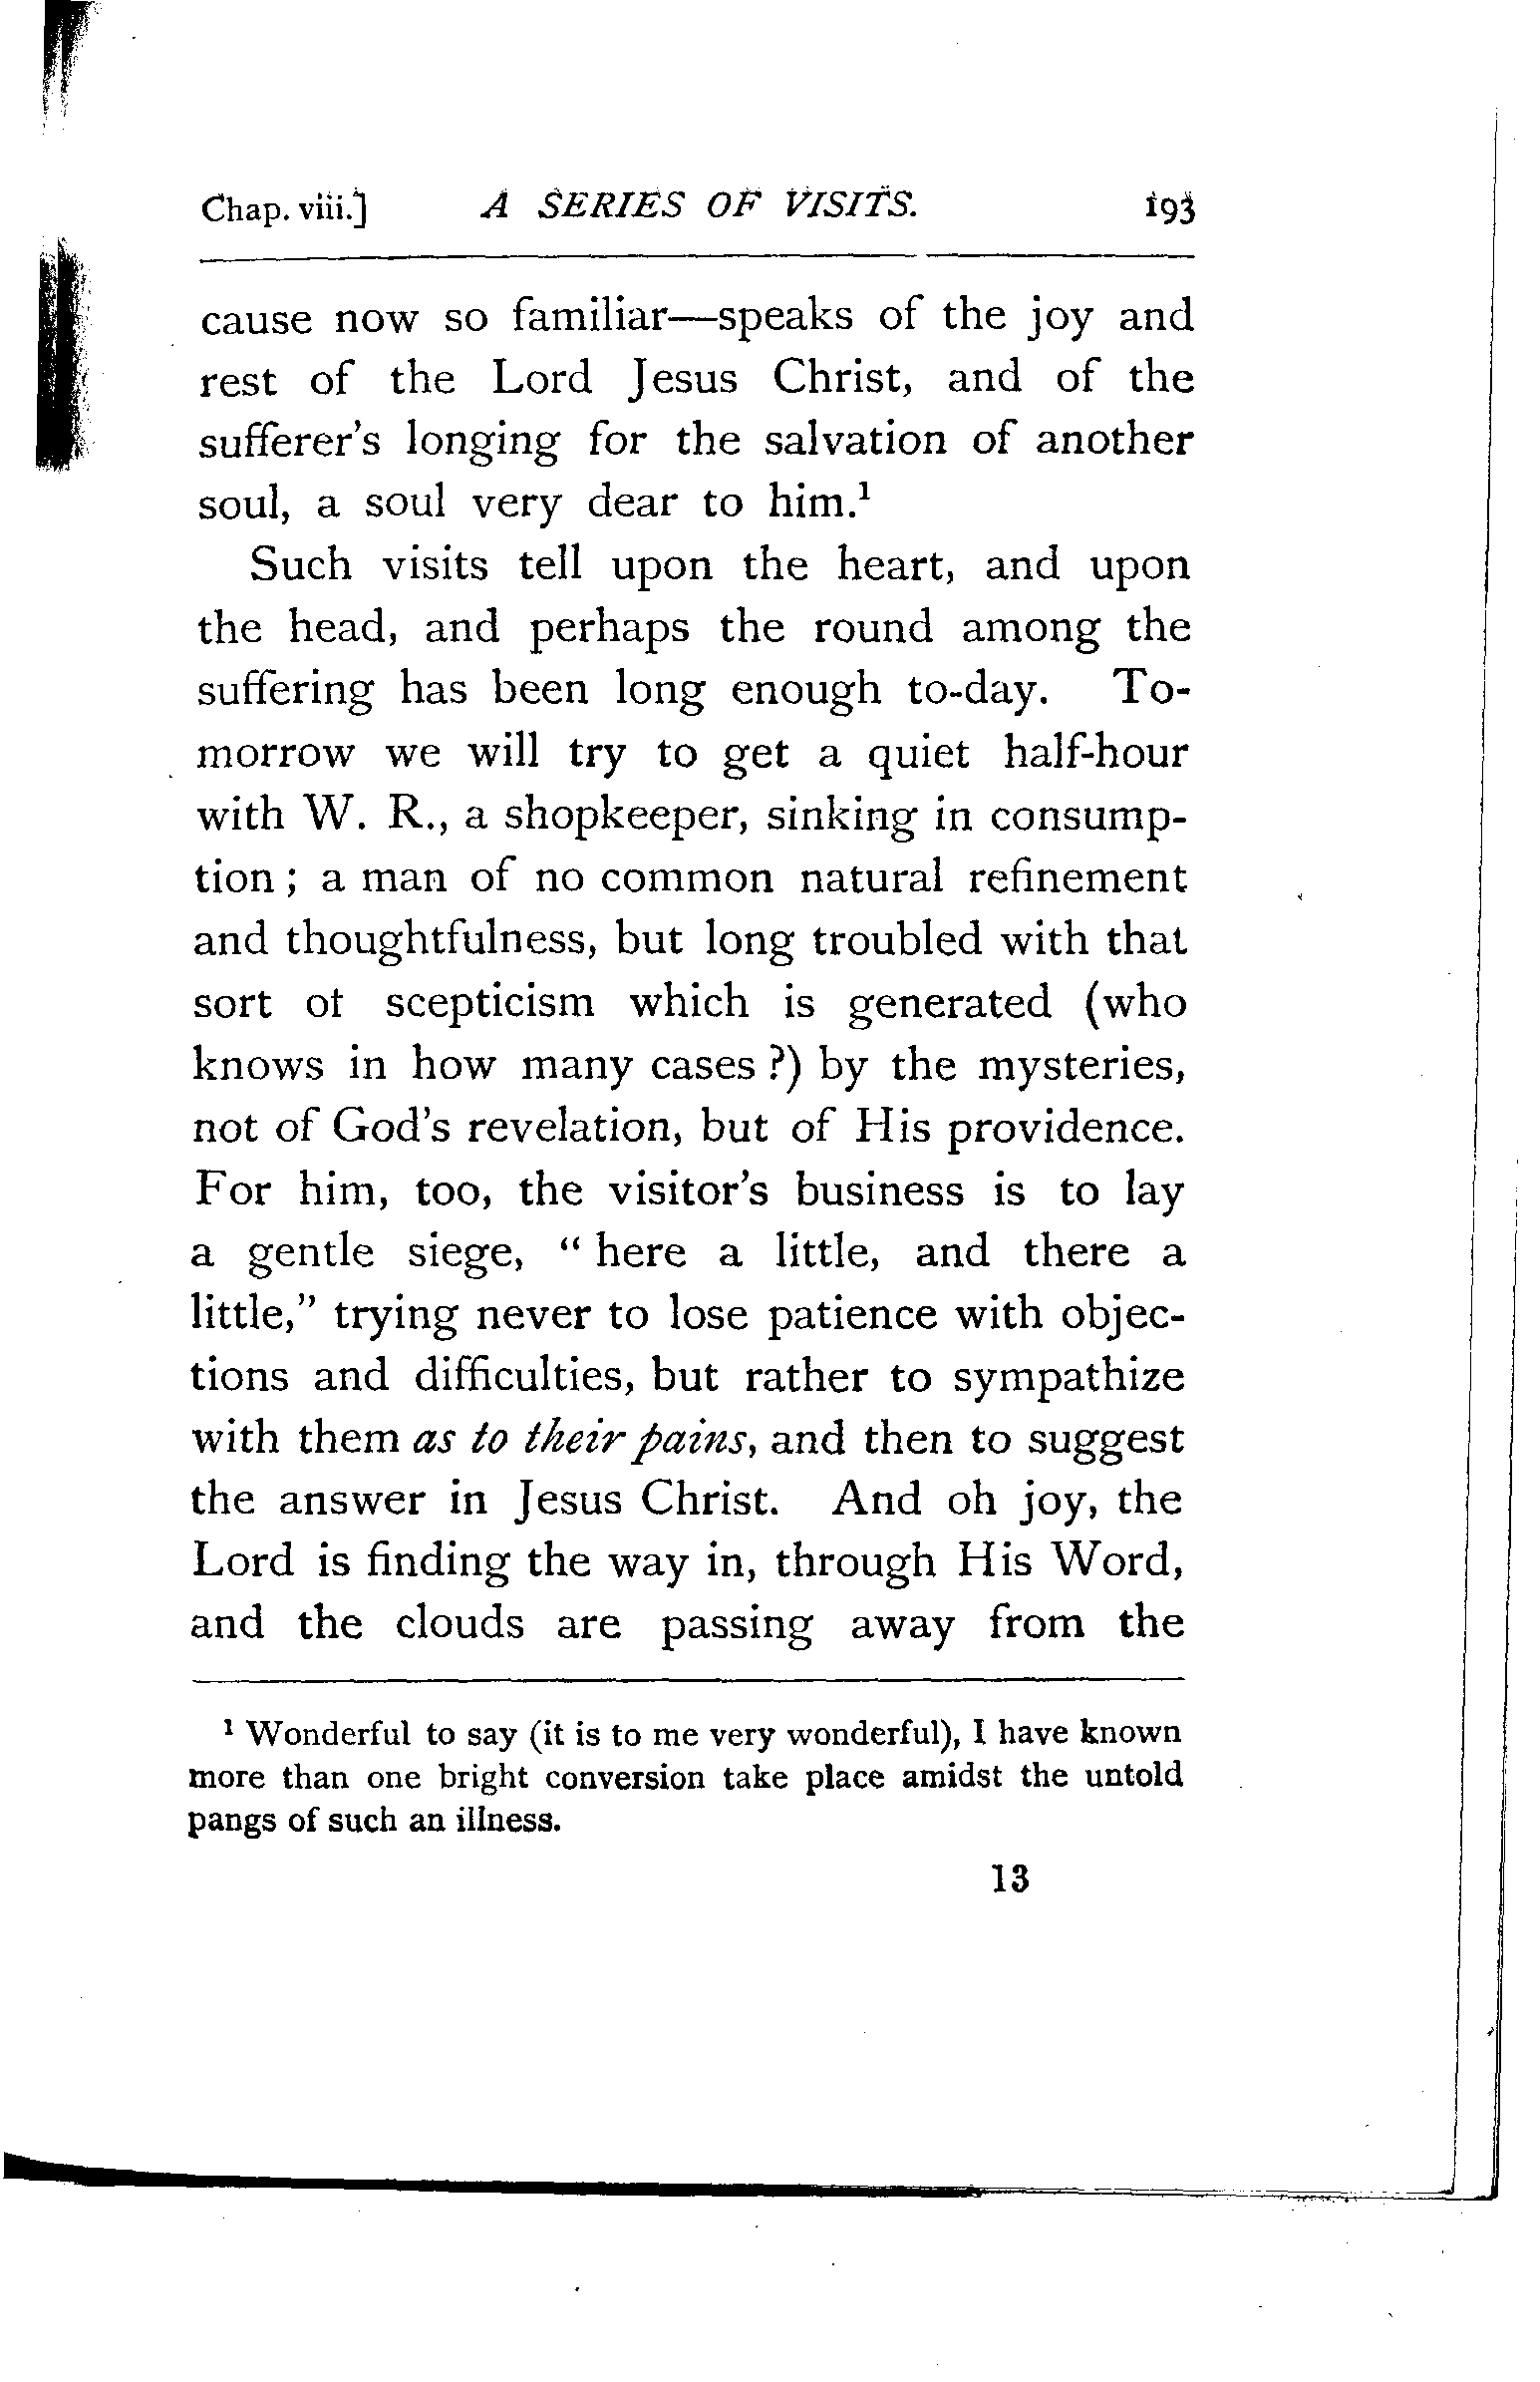 Chap. viii.] A SERIES OF VISITS. 193
cause now so familiar—speaks of the joy and
rest of the Lord Jesus Christ, and of the
sufferer's longing for the salvation of another
soul, a soul very dear to him.¹
Such visits tell upon the heart, and upon
the head, and perhaps the round among the
suffering has been long enough to-day. To-
morrow we will try to get a quiet half-hour
with W. R., a shopkeeper, sinking in consump-
tion; a man of no common natural refinement
and thoughtfulness, but long troubled with that
sort of scepticism which is generated (who
knows in how many cases?) by the mysteries,
not of God's revelation, but of His providence.
For him, too, the visitor's business is to lay
a gentle siege, "here a little, and there a
little," trying never to lose patience with objec-
tions and difficulties, but rather to sympathize
with them as to their pains, and then to suggest
the answer in Jesus Christ. And oh joy, the
Lord is finding the way in, through His Word,
and the clouds are passing away from the
¹ Wonderful to say (it is to me very wonderful), I have known
more than one bright conversion take place amidst the untold
pangs of such an illness.
13